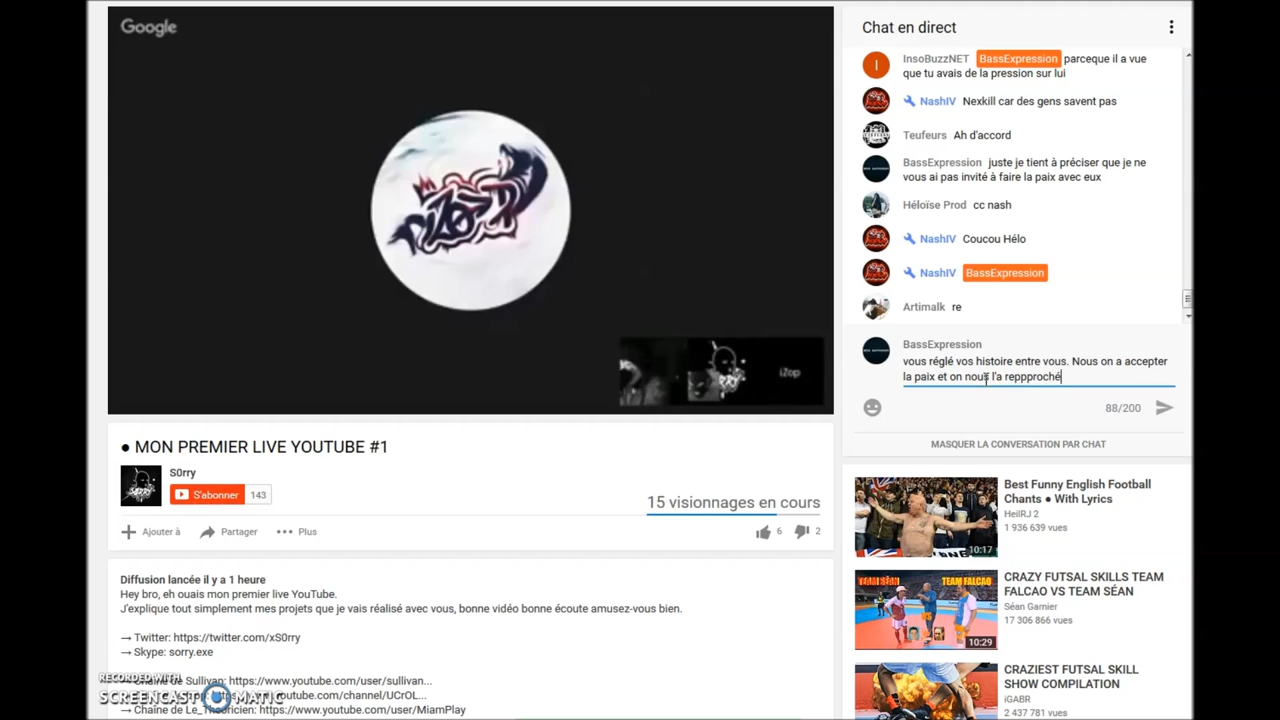 Google
iZop
iZop
● MON PREMIER LIVE YOUTUBE #1
S0rry
S'abonner 143
15 visionnages en cours
Ajouter à Partager ••• Plus
6 2
Diffusion lancée il y a 1 heure
Hey bro, eh ouais mon premier live YouTube.
J'explique tout simplement mes projets que je vais réalisé avec vous, bonne vidéo bonne écoute amusez-vous bien.
→ Twitter: https://twitter.com/xS0rry
→ Skype: sorry.exe
→ Chaîne de Sullivan: https://www.youtube.com/user/sullivan...
youtube.com/channel/UCrOL...
→ Chaîne de Le_Theoricien: https://www.youtube.com/user/MiamPlay
RECORDED WITH
SCREENCAST MATIC
Chat en direct
I
InsoBuzzNET BassExpression parceque il a vue
que tu avais de la pression sur lui
NashIV Nexkill car des gens savent pas
Teufeurs Ah d'accord
BassExpression juste je tient à préciser que je ne
vous ai pas invité à faire la paix avec eux
Héloïse Prod cc nash
NashIV Coucou Hélo
NashIV BassExpression
Artimalk re
BassExpression
vous réglé vos histoire entre vous. Nous on a accepter
la paix et on nous l'a reppproché
88/200
MASQUER LA CONVERSATION PAR CHAT
Best Funny English Football
Chants ● With Lyrics
HeilRJ 2
1 936 639 vues
10:17
TEAM SÉAN TEAM FALCAO
CRAZY FUTSAL SKILLS TEAM
FALCAO VS TEAM SÉAN
Séan Garnier
17 306 866 vues
10:29
CRAZIEST FUTSAL SKILL
SHOW COMPILATION
iGABR
2 437 781 vues